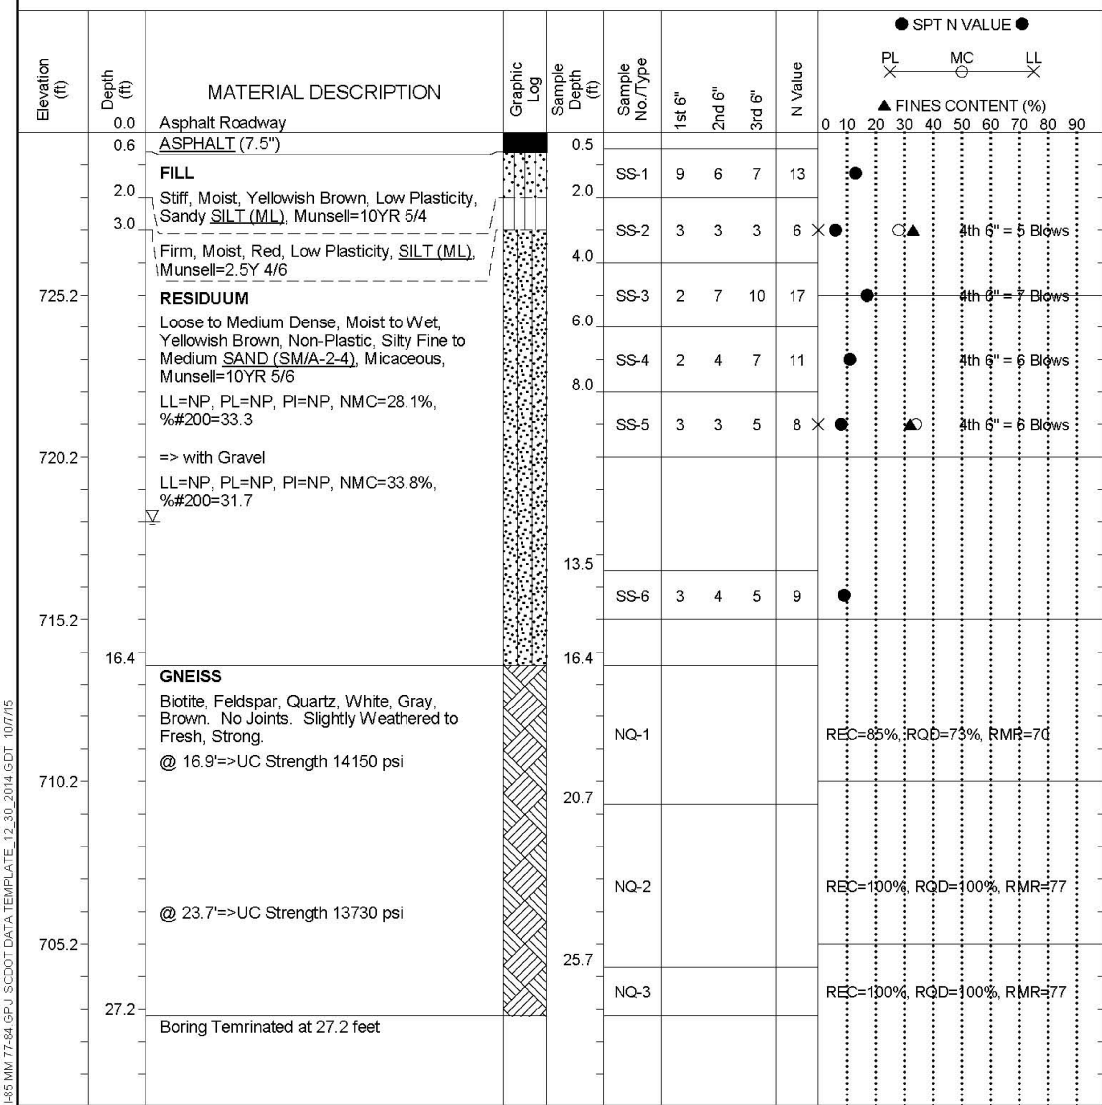 ● SPT N VALUE ●
PL MC LL
▲ FINES CONTENT (%)
0 10 20 30 40 50 60 70 80 90
Elevation (ft)
Depth (ft)
MATERIAL DESCRIPTION
Graphic Log
Sample Depth (ft)
Sample No./Type
1st 6"
2nd 6"
3rd 6"
N Value
0.0 Asphalt Roadway
0.6 ASPHALT (7.5") 0.5
FILL
SS-1 9 6 7 13
2.0 Stiff, Moist, Yellowish Brown, Low Plasticity, 2.0
Sandy SILT (ML), Munsell=10YR 5/4
3.0
SS-2 3 3 3 6 4th 6" = 5 Blows
Firm, Moist, Red, Low Plasticity, SILT (ML), 4.0
Munsell=2.5Y 4/6
725.2 RESIDUUM SS-3 2 7 10 17 4th 6" = 7 Blows
Loose to Medium Dense, Moist to Wet, 6.0
Yellowish Brown, Non-Plastic, Silty Fine to
Medium SAND (SM/A-2-4), Micaceous, SS-4 2 4 7 11 4th 6" = 6 Blows
Munsell=10YR 5/6 8.0
LL=NP, PL=NP, PI=NP, NMC=28.1%,
%#200=33.3 SS-5 3 3 5 8 4th 6" = 6 Blows
720.2 => with Gravel
LL=NP, PL=NP, PI=NP, NMC=33.8%,
%#200=31.7
13.5
SS-6 3 4 5 9
715.2
16.4 16.4
GNEISS
Biotite, Feldspar, Quartz, White, Gray,
Brown. No Joints. Slightly Weathered to
Fresh, Strong. NQ-1 REC=85%, RQD=73%, RMR=70
@ 16.9'=>UC Strength 14150 psi
710.2
20.7
NQ-2 REC=100%, RQD=100%, RMR=77
@ 23.7'=>UC Strength 13730 psi
705.2
25.7
NQ-3 REC=100%, RQD=100%, RMR=77
27.2
Boring Temrinated at 27.2 feet
I-85 MM 77-84.GPJ SCDOT DATA TEMPLATE_12_30_2014.GDT 10/7/15